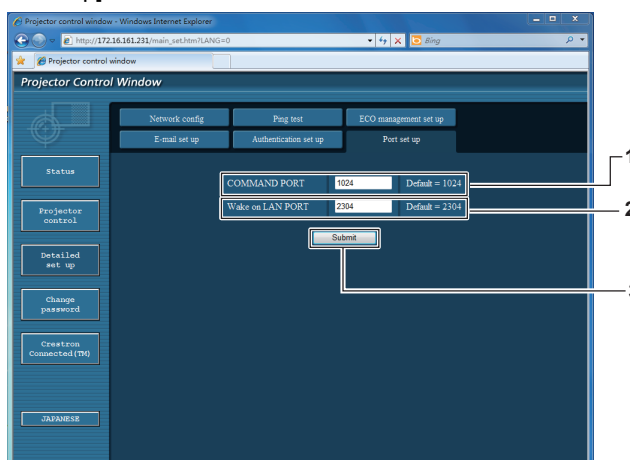 Projector control window - Windows Internet Explorer
http://172.16.161.231/main_set.htm?LANG=0
Bing
Projector control window
Projector Control Window
Network config
Ping test
ECO management set up
E-mail set up
Authentication set up
Port set up
Status
Projector
control
Detailed
set up
Change
password
Crestron
Connected(TM)
JAPANESE
COMMAND PORT 1024 Default = 1024
Wake on LAN PORT 2304 Default = 2304
Submit
1
2